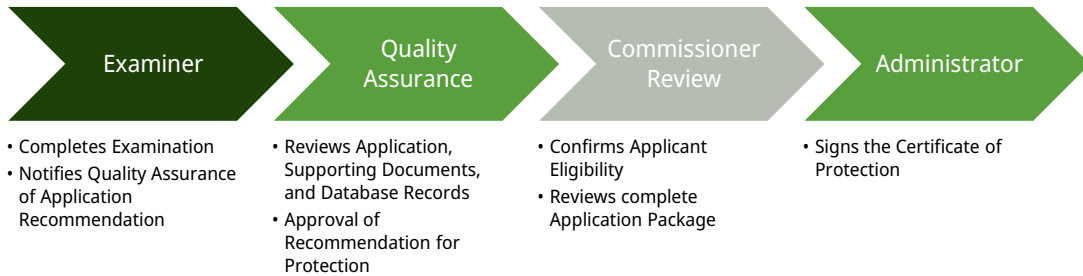 Examiner
• Completes Examination
• Notifies Quality Assurance
of Application
Recommendation
Quality
Assurance
• Reviews Application,
Supporting Documents,
and Database Records
• Approval of
Recommendation for
Protection
Commissioner
Review
• Confirms Applicant
Eligibility
• Reviews complete
Application Package
Administrator
• Signs the Certificate of
Protection